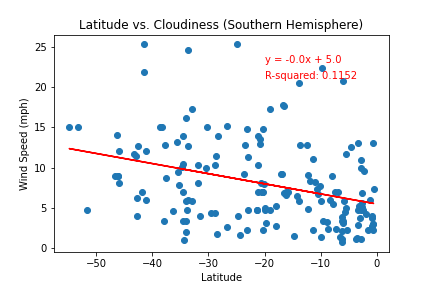 Latitude vs. Cloudiness (Southern Hemisphere)
y = -0.0x + 5.0
R-squared: 0.1152
25
20
15
10
5
0
Wind Speed (mph)
−50
−40
−30
−20
−10
0
Latitude